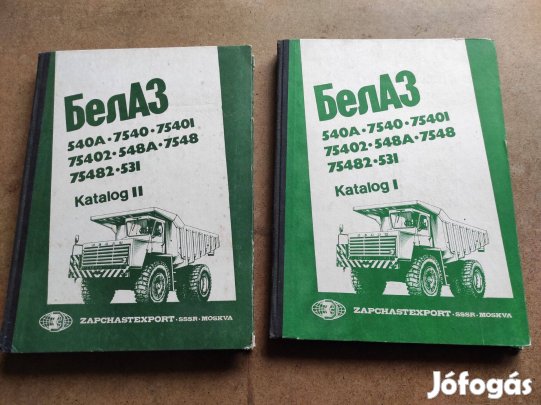 БелАЗ
540A·7540·75401
75402·548A·7548
75482·531
Katalog II
ZAPCHASTEXPORT·SSSR·MOSKVA
БелАЗ
540A·7540·75401
75402·548A·7548
75482·531
Katalog I
ZAPCHASTEXPORT·SSSR·MOSKVA
Jófogás